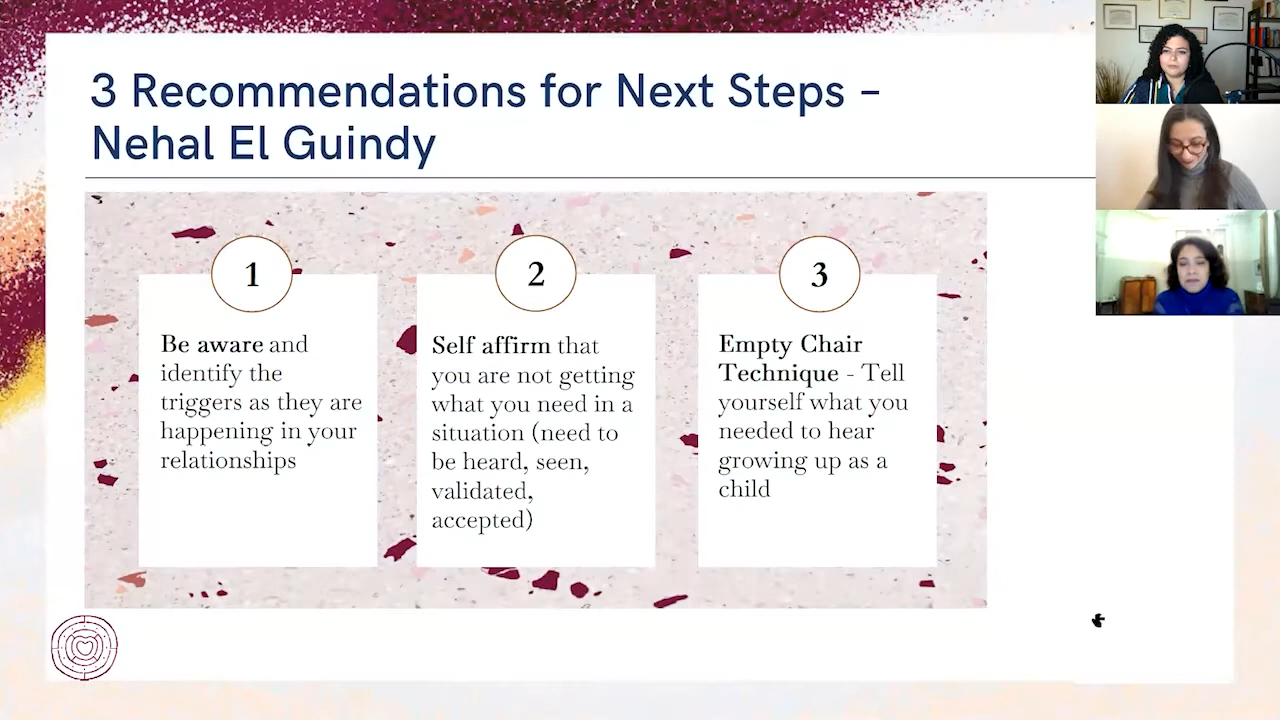 3 Recommendations for Next Steps –
Nehal El Guindy
1
Be aware and
identify the
triggers as they are
happening in your
relationships
2
Self affirm that
you are not getting
what you need in a
situation (need to
be heard, seen,
validated,
accepted)
3
Empty Chair
Technique - Tell
yourself what you
needed to hear
growing up as a
child